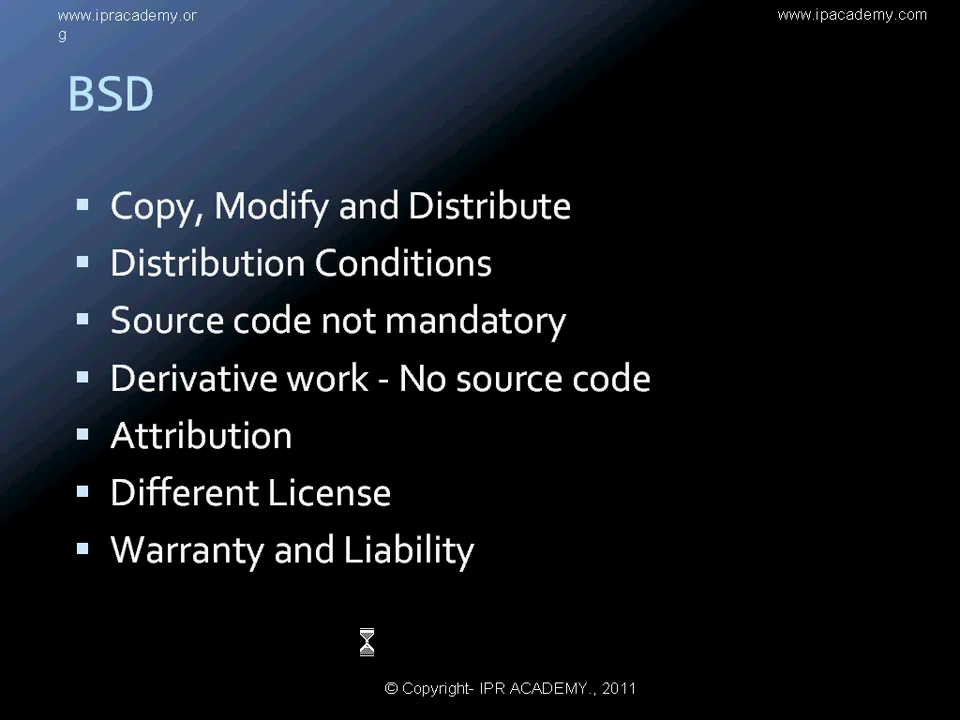 www.ipracademy.or
g
www.ipacademy.com
BSD
▪ Copy, Modify and Distribute
▪ Distribution Conditions
▪ Source code not mandatory
▪ Derivative work - No source code
▪ Attribution
▪ Different License
▪ Warranty and Liability
© Copyright- IPR ACADEMY., 2011